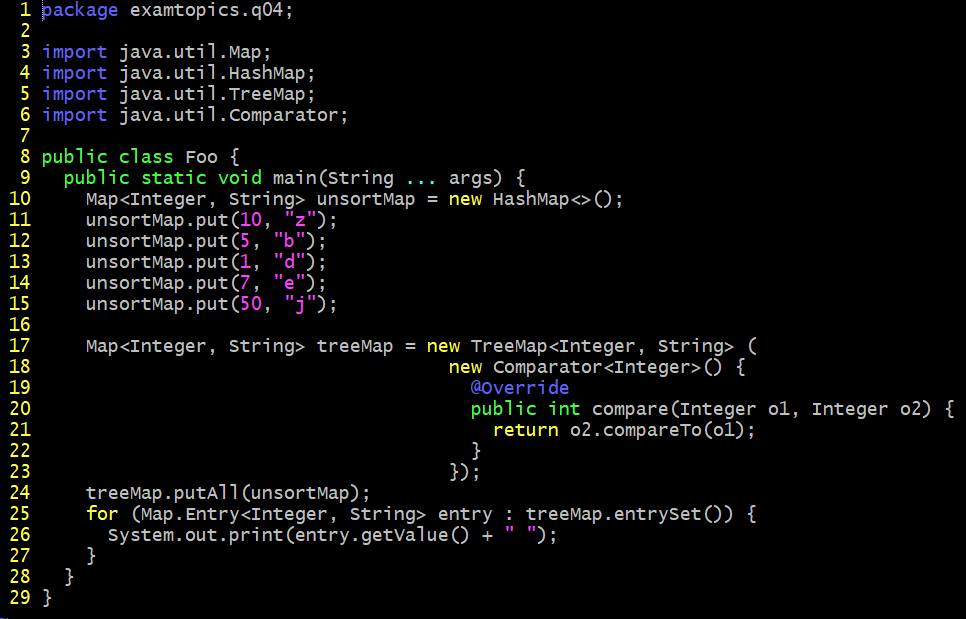 1 package examtopics.q04;
2
3 import java.util.Map;
4 import java.util.HashMap;
5 import java.util.TreeMap;
6 import java.util.Comparator;
7
8 public class Foo {
9   public static void main(String ... args) {
10     Map<Integer, String> unsortMap = new HashMap<>();
11     unsortMap.put(10, "z");
12     unsortMap.put(5, "b");
13     unsortMap.put(1, "d");
14     unsortMap.put(7, "e");
15     unsortMap.put(50, "j");
16
17     Map<Integer, String> treeMap = new TreeMap<Integer, String> (
18                                      new Comparator<Integer>() {
19                                        @Override
20                                        public int compare(Integer o1, Integer o2) {
21                                          return o2.compareTo(o1);
22                                        }
23                                      });
24     treeMap.putAll(unsortMap);
25     for (Map.Entry<Integer, String> entry : treeMap.entrySet()) {
26       System.out.print(entry.getValue() + " ");
27     }
28   }
29 }